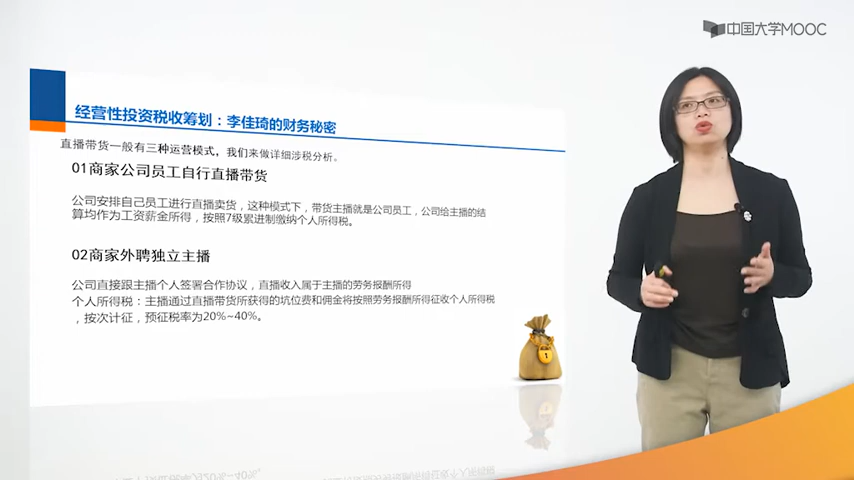 中国大学MOOC
经营性投资税收筹划：李佳琦的财务秘密
直播带货一般有三种运营模式，我们来做详细涉税分析。
01商家公司员工自行直播带货
公司安排自己员工进行直播卖货，这种模式下，带货主播就是公司员工，公司给主播的结
算均作为工资薪金所得，按照7级累进制缴纳个人所得税。
02商家外聘独立主播
公司直接跟主播个人签署合作协议，直播收入属于主播的劳务报酬所得
个人所得税：主播通过直播带货所获得的坑位费和佣金将按照劳务报酬所得征收个人所得税
，按次计征，预征税率为20%~40%。